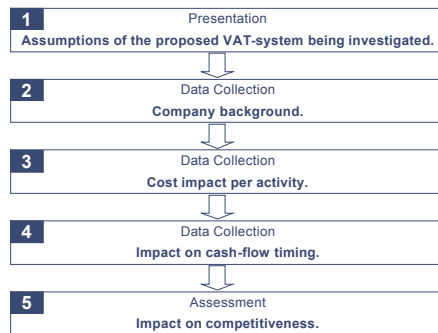 1
Presentation
Assumptions of the proposed VAT-system being investigated.
2
Data Collection
Company background.
3
Data Collection
Cost impact per activity.
4
Data Collection
Impact on cash-flow timing.
5
Assessment
Impact on competitiveness.